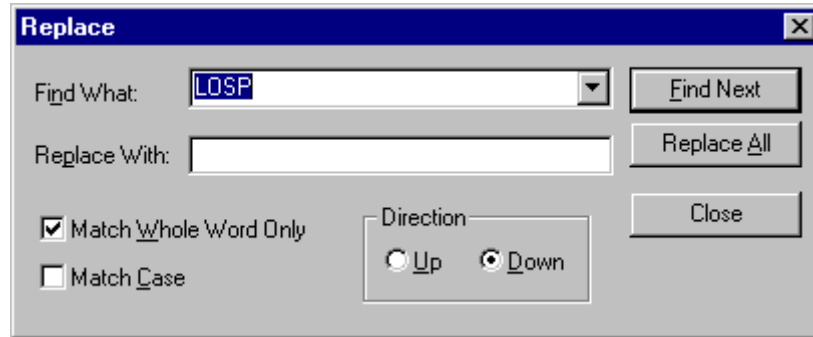 Replace
Find What: LOSP Find Next
Replace With: Replace All
Match Whole Word Only Direction Close
Up Down
Match Case